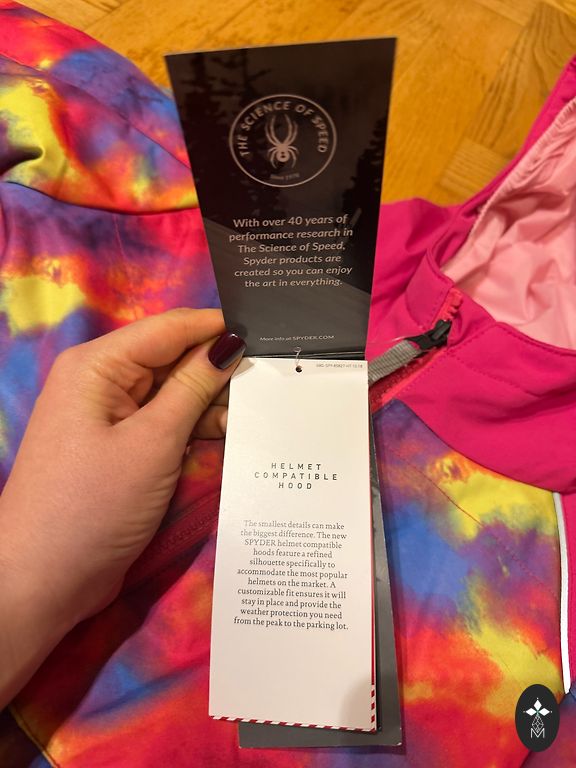 THE SCIENCE OF SPEED
Since 1978
With over 40 years of
performance research in
The Science of Speed,
Spyder products are
created so you can enjoy
the art in everything.
More info at SPYDER.COM
HELMET
COMPATIBLE
HOOD
The smallest details can make
the biggest difference. The new
SPYDER helmet compatible
hoods feature a refined
silhouette specifically to
accommodate the most popular
helmets on the market. A
customizable fit ensures it will
stay in place and provide the
weather protection you need
from the peak to the parking lot.
M